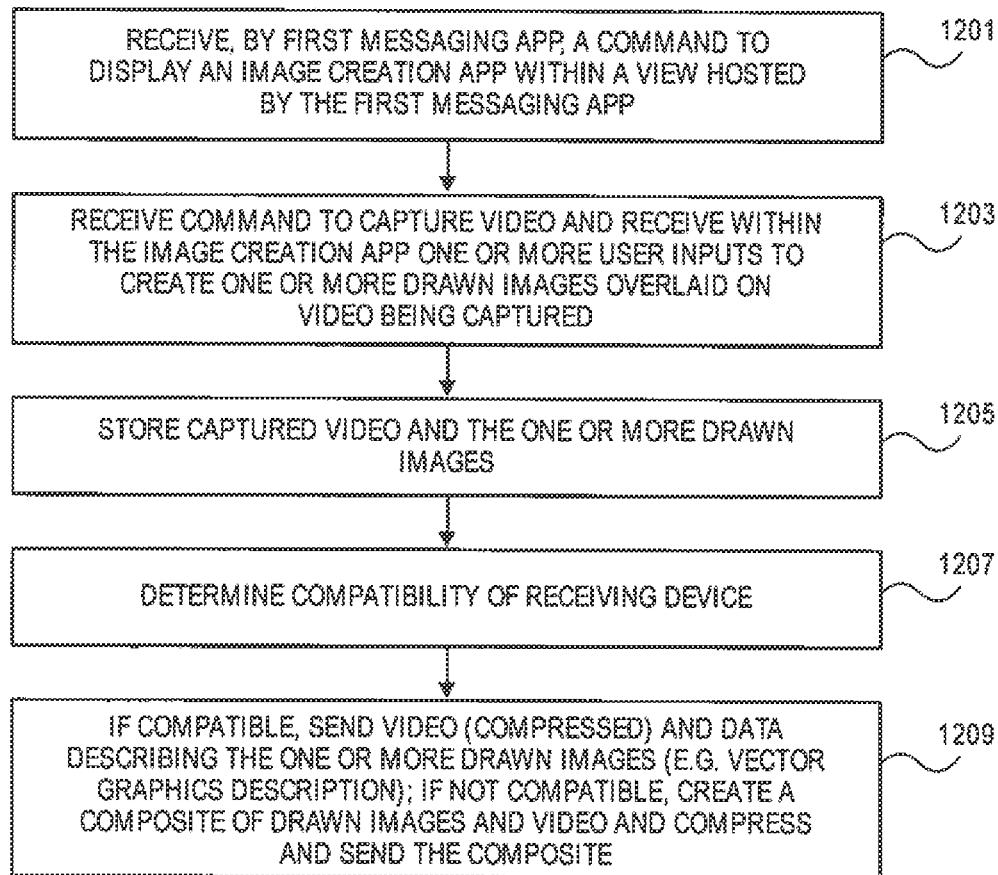 RECEIVE, BY FIRST MESSAGING APP, A COMMAND TO
DISPLAY AN IMAGE CREATION APP WITHIN A VIEW HOSTED
BY THE FIRST MESSAGING APP
1201
RECEIVE COMMAND TO CAPTURE VIDEO AND RECEIVE WITHIN
THE IMAGE CREATION APP ONE OR MORE USER INPUTS TO
CREATE ONE OR MORE DRAWN IMAGES OVERLAID ON
VIDEO BEING CAPTURED
1203
STORE CAPTURED VIDEO AND THE ONE OR MORE DRAWN
IMAGES
1205
DETERMINE COMPATIBILITY OF RECEIVING DEVICE
1207
IF COMPATIBLE, SEND VIDEO (COMPRESSED) AND DATA
DESCRIBING THE ONE OR MORE DRAWN IMAGES (E.G. VECTOR
GRAPHICS DESCRIPTION); IF NOT COMPATIBLE, CREATE A
COMPOSITE OF DRAWN IMAGES AND VIDEO AND COMPRESS
AND SEND THE COMPOSITE
1209